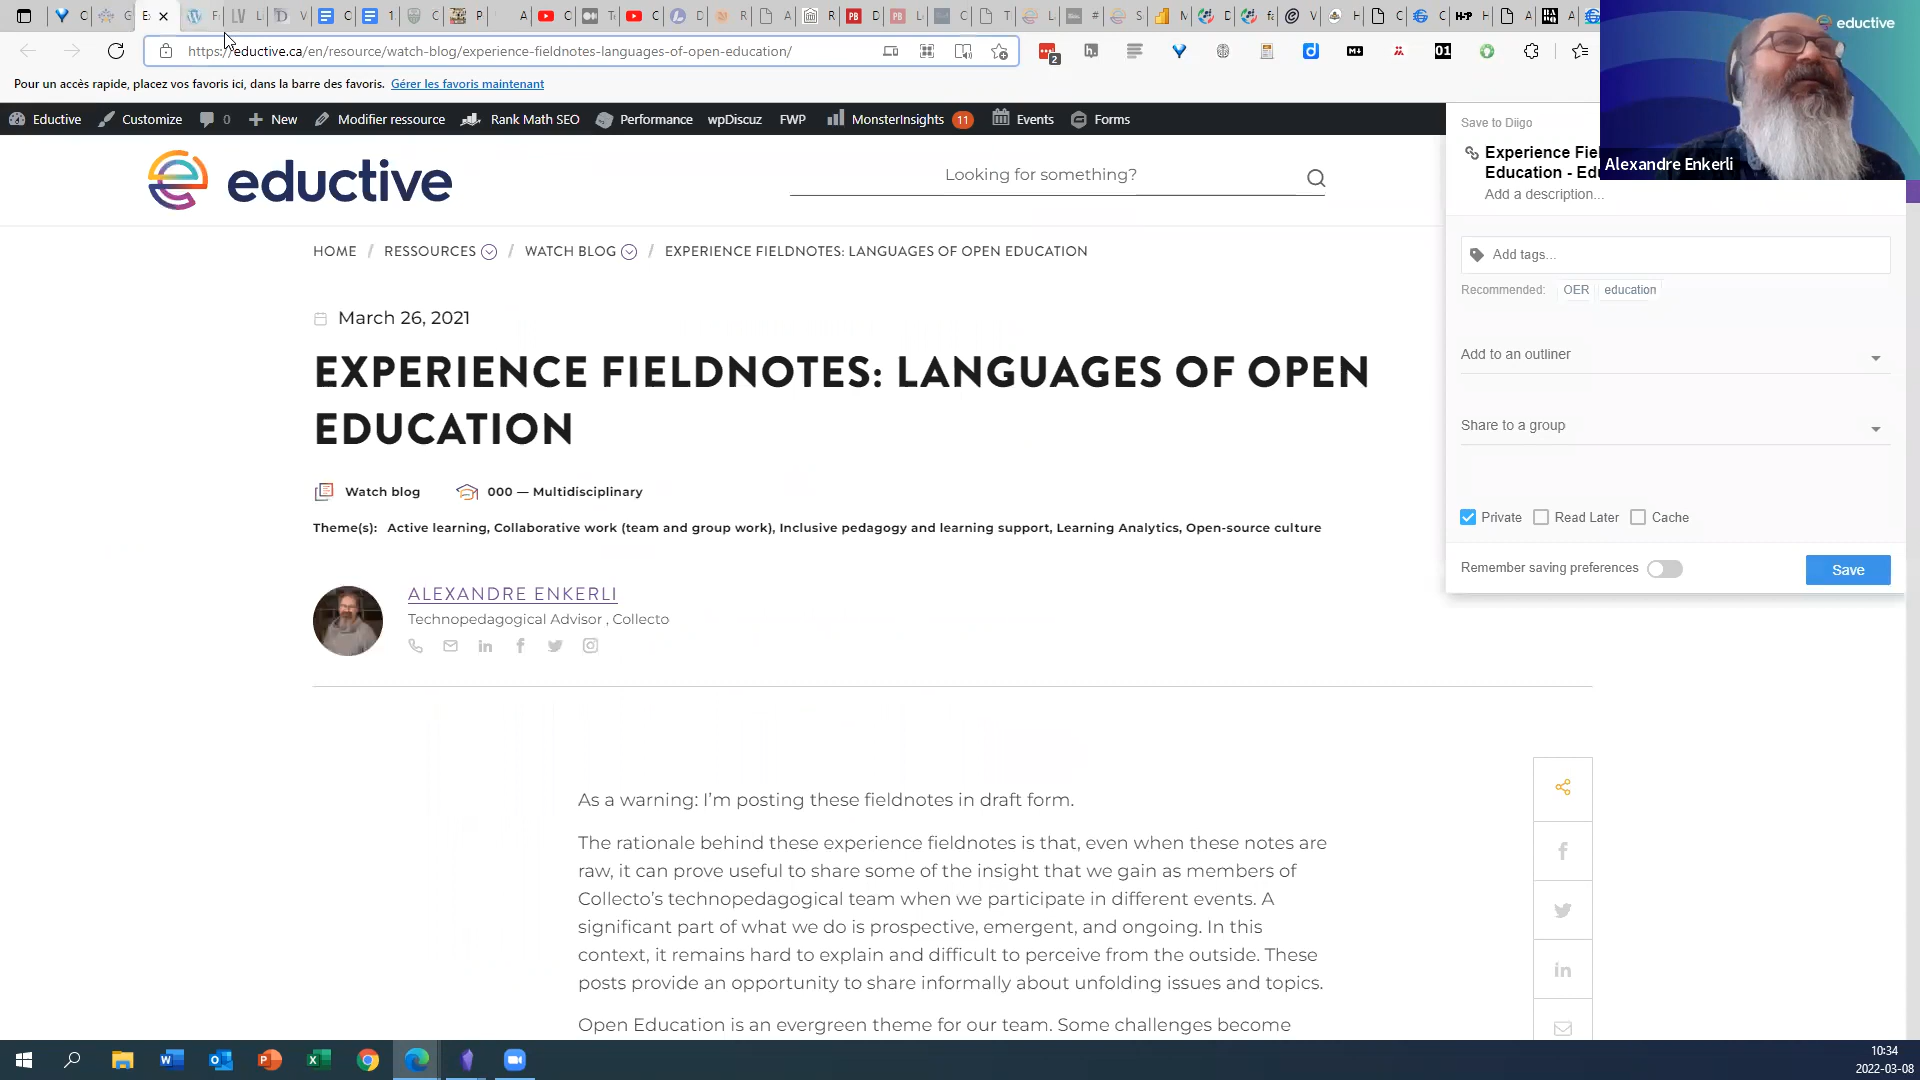 https://eductive.ca/en/resource/watch-blog/experience-fieldnotes-languages-of-open-education/
2
Pour un accès rapide, placez vos favoris ici, dans la barre des favoris. Gérer les favoris maintenant
Eductive Customize 0 New Modifier ressource Rank Math SEO Performance wpDiscuz FWP MonsterInsights 11 Events Forms
eductive
Looking for something?
HOME / RESSOURCES / WATCH BLOG / EXPERIENCE FIELDNOTES: LANGUAGES OF OPEN EDUCATION
March 26, 2021
EXPERIENCE FIELDNOTES: LANGUAGES OF OPEN
EDUCATION
Watch blog 000 — Multidisciplinary
Theme(s): Active learning, Collaborative work (team and group work), Inclusive pedagogy and learning support, Learning Analytics, Open-source culture
ALEXANDRE ENKERLI
Technopedagogical Advisor , Collecto
As a warning: I’m posting these fieldnotes in draft form.
The rationale behind these experience fieldnotes is that, even when these notes are
raw, it can prove useful to share some of the insight that we gain as members of
Collecto’s technopedagogical team when we participate in different events. A
significant part of what we do is prospective, emergent, and ongoing. In this
context, it remains hard to explain and difficult to perceive from the outside. These
posts provide an opportunity to share informally about unfolding issues and topics.
Open Education is an evergreen theme for our team. Some challenges become
eductive
Alexandre Enkerli
Save to Diigo
Experience Fie
Education - Edu
Add a description...
Add tags...
Recommended: OER education
Add to an outliner
Share to a group
Private Read Later Cache
Remember saving preferences
Save
10:34
2022-03-08